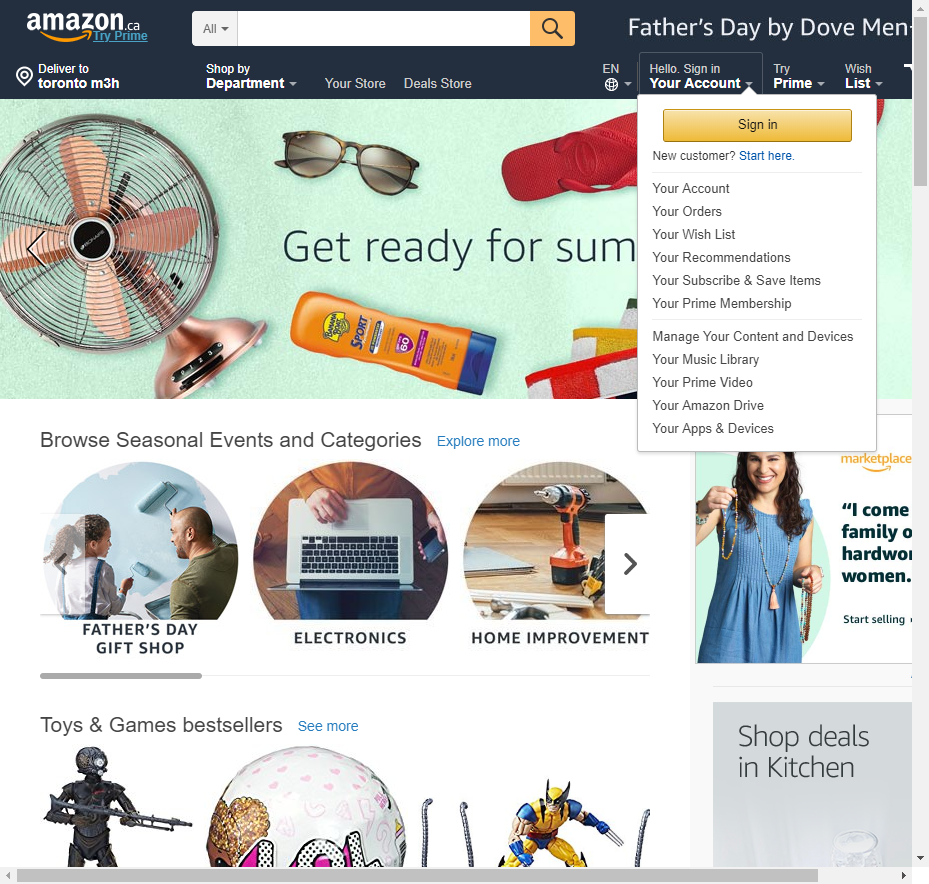 amazon.ca
Try Prime
All
Father's Day by Dove Men+
Deliver to
toronto m3h
Shop by
Department
Your Store
Deals Store
EN
Hello. Sign in
Your Account
Try
Prime
Wish
List
Sign in
New customer? Start here.
Your Account
Your Orders
Your Wish List
Your Recommendations
Your Subscribe & Save Items
Your Prime Membership
Manage Your Content and Devices
Your Music Library
Your Prime Video
Your Amazon Drive
Your Apps & Devices
Get ready for sum
Banana
Boat
SPORT
60
Browse Seasonal Events and Categories
Explore more
FATHER'S DAY
GIFT SHOP
ELECTRONICS
HOME IMPROVEMENT
marketplace
“I come
family o
hardwor
women.
Start selling
Toys & Games bestsellers
See more
Shop deals
in Kitchen